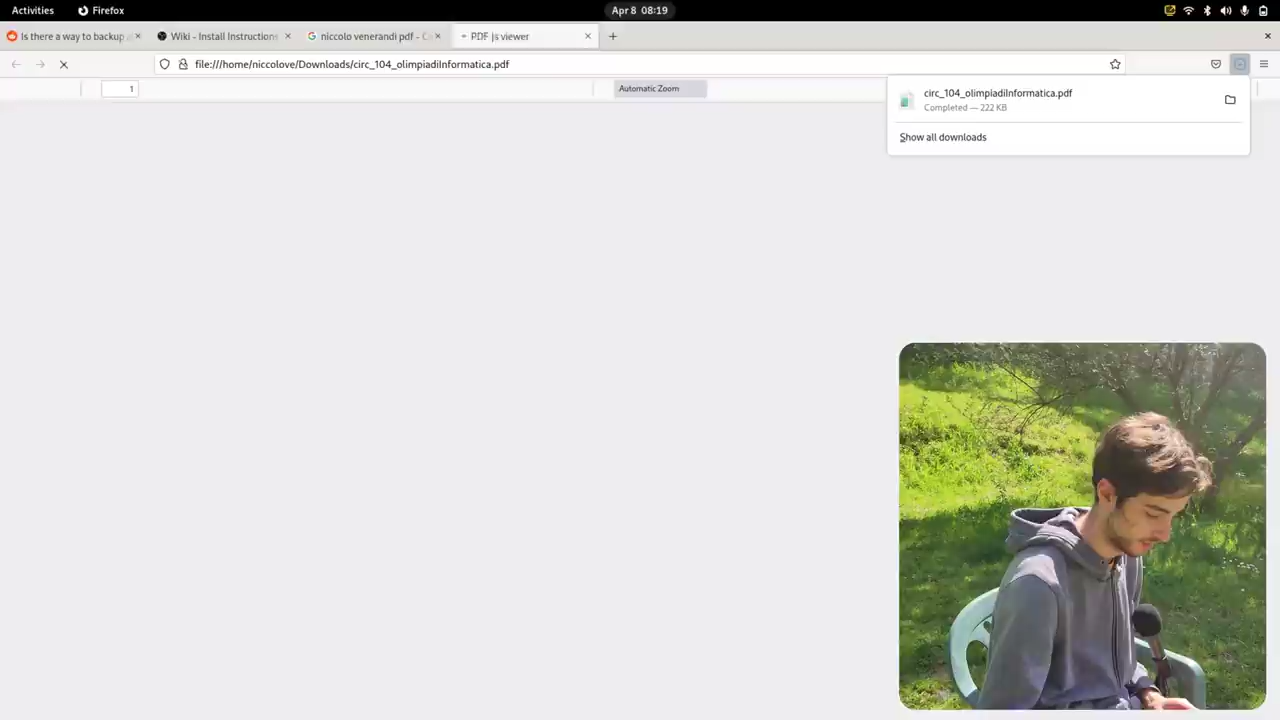 Activities
Firefox
Apr 8 08:19
Is there a way to backup a
Wiki - Install Instructions
niccolo venerandi pdf - C
PDF.js viewer
file:///home/niccolove/Downloads/circ_104_olimpiadiInformatica.pdf
1
Automatic Zoom
circ_104_olimpiadiInformatica.pdf
Completed — 222 KB
Show all downloads